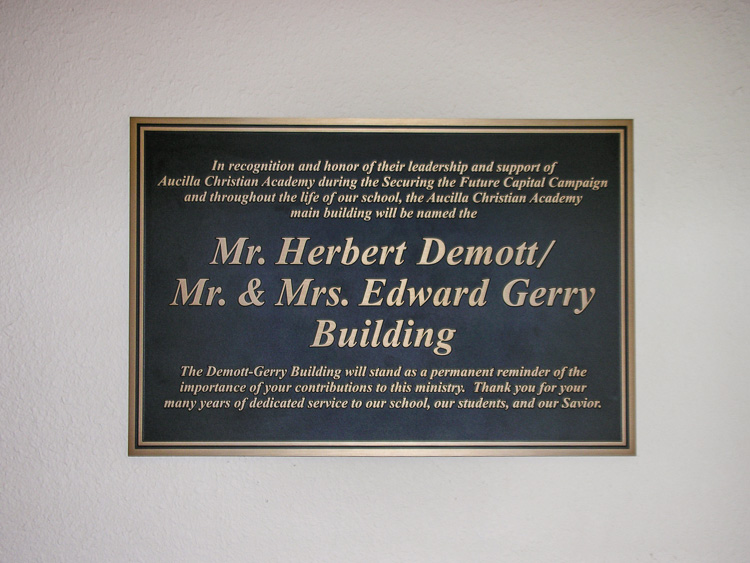 In recognition and honor of their leadership and support of
Aucilla Christian Academy during the Securing the Future Capital Campaign
and throughout the life of our school, the Aucilla Christian Academy
main building will be named the
Mr. Herbert Demott/
Mr. & Mrs. Edward Gerry
Building
The Demott-Gerry Building will stand as a permanent reminder of the
importance of your contributions to this ministry.  Thank you for your
many years of dedicated service to our school, our students, and our Savior.